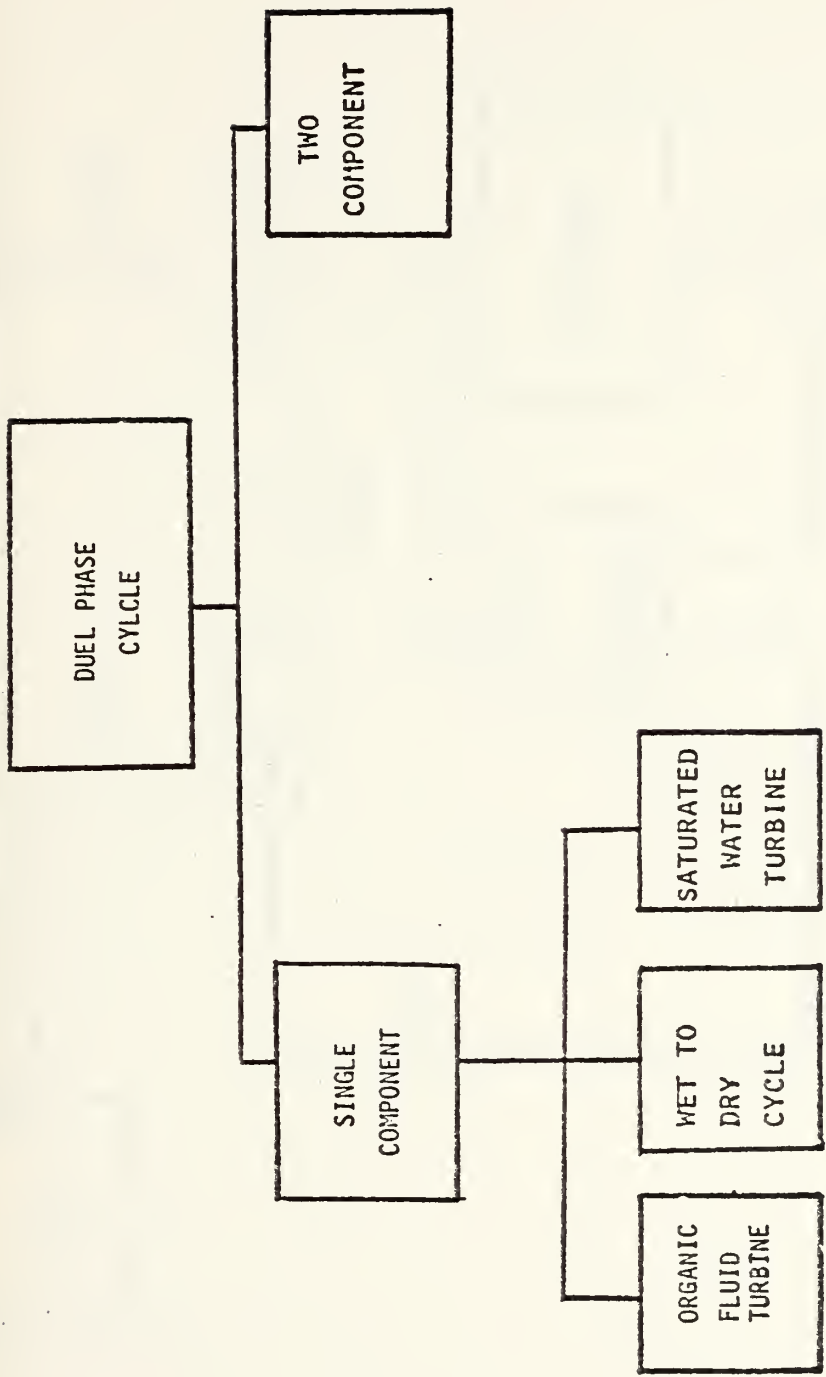 DUEL PHASE
CYLCLE
SINGLE
COMPONENT
TWO
COMPONENT
ORGANIC
FLUID
TURBINE
WET TO
DRY
CYCLE
SATURATED
WATER
TURBINE